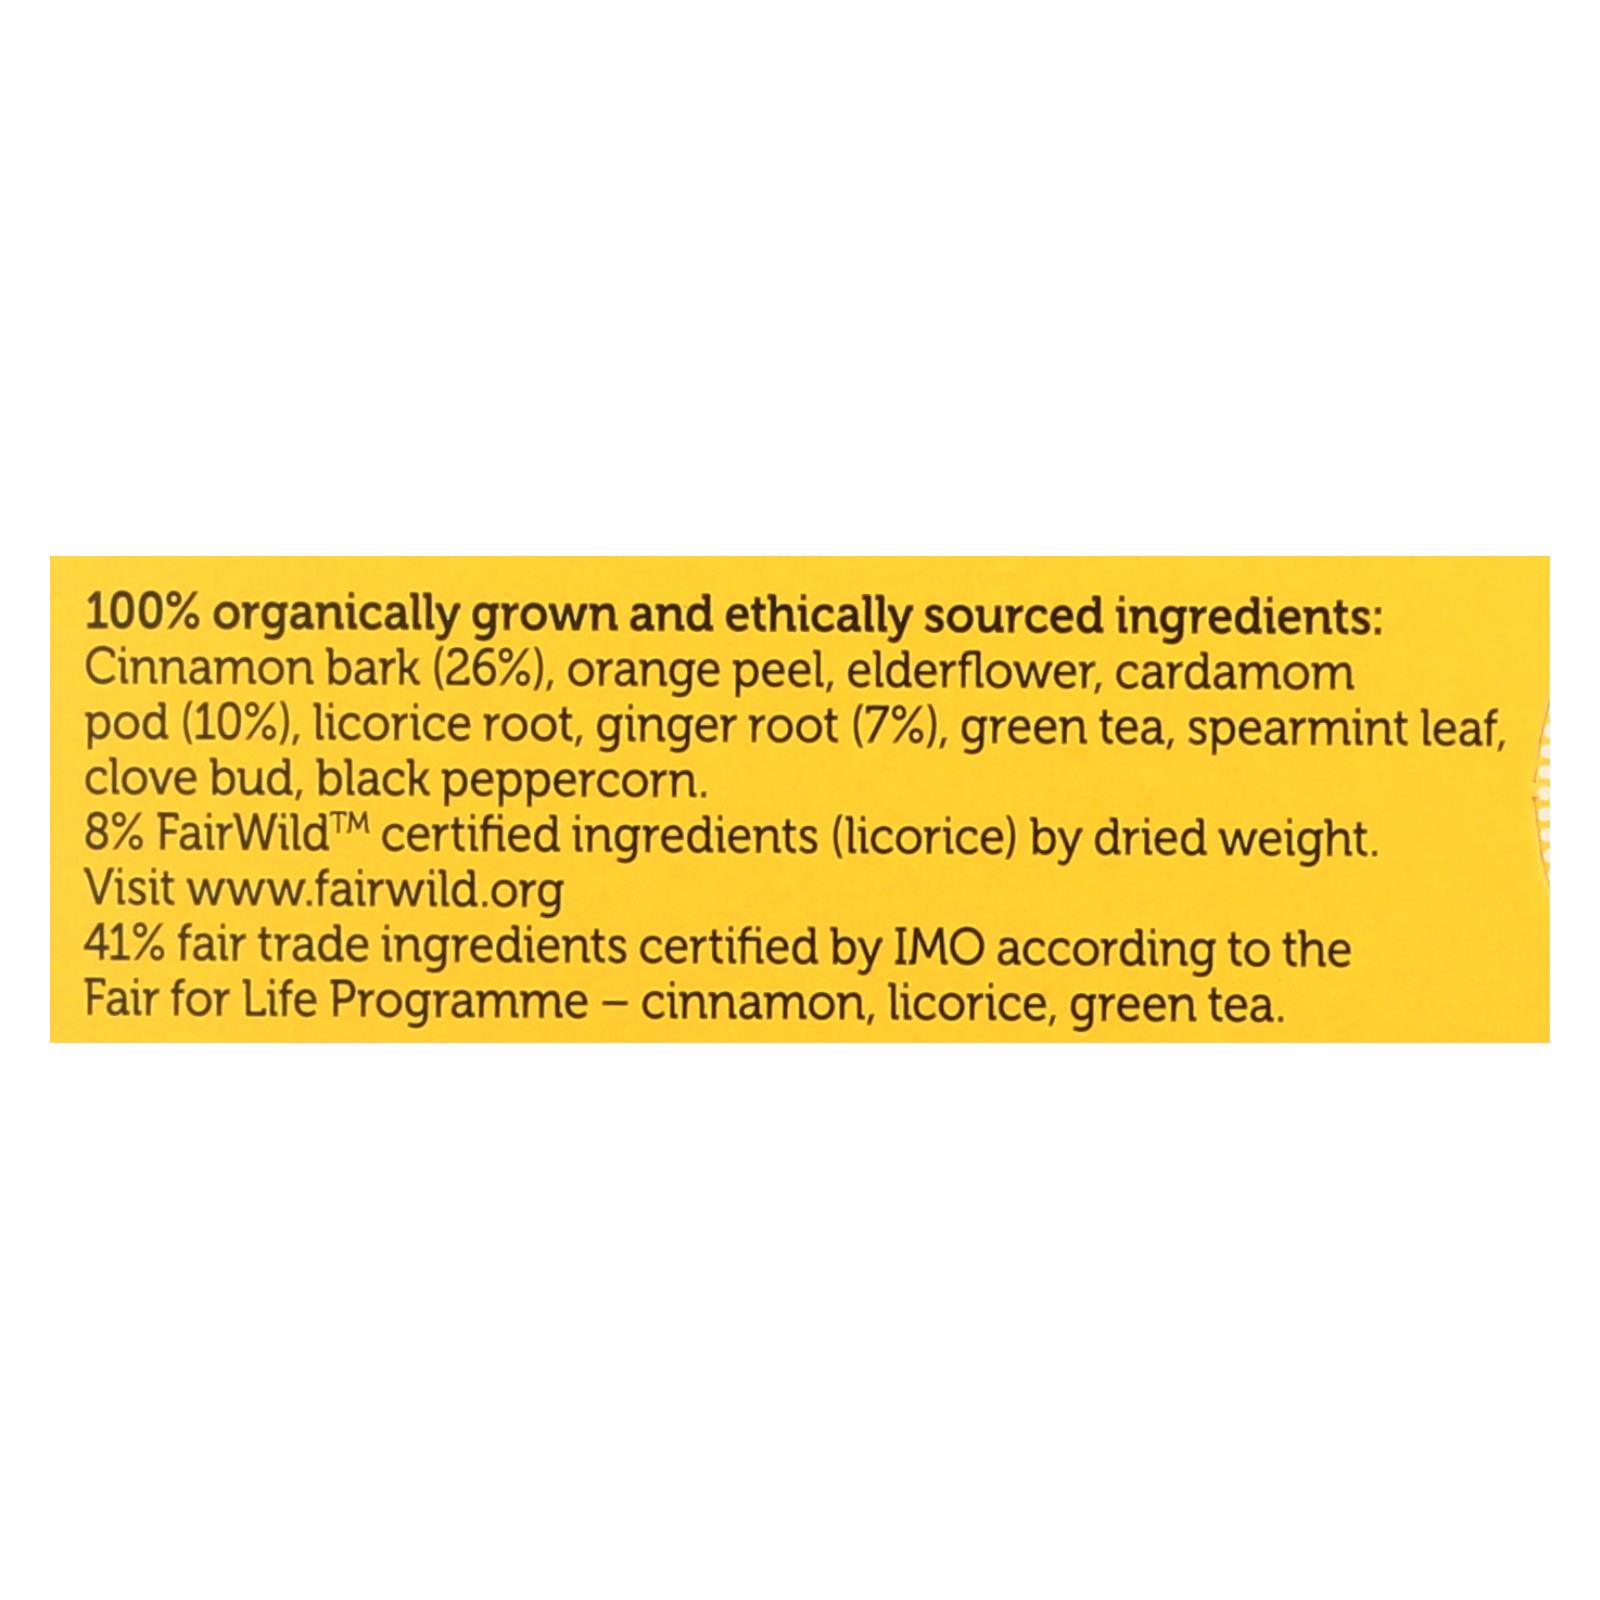 100% organically grown and ethically sourced ingredients:
Cinnamon bark (26%), orange peel, elderflower, cardamom
pod (10%), licorice root, ginger root (7%), green tea, spearmint leaf,
clove bud, black peppercorn.
8% FairWild™ certified ingredients (licorice) by dried weight.
Visit www.fairwild.org
41% fair trade ingredients certified by IMO according to the
Fair for Life Programme – cinnamon, licorice, green tea.